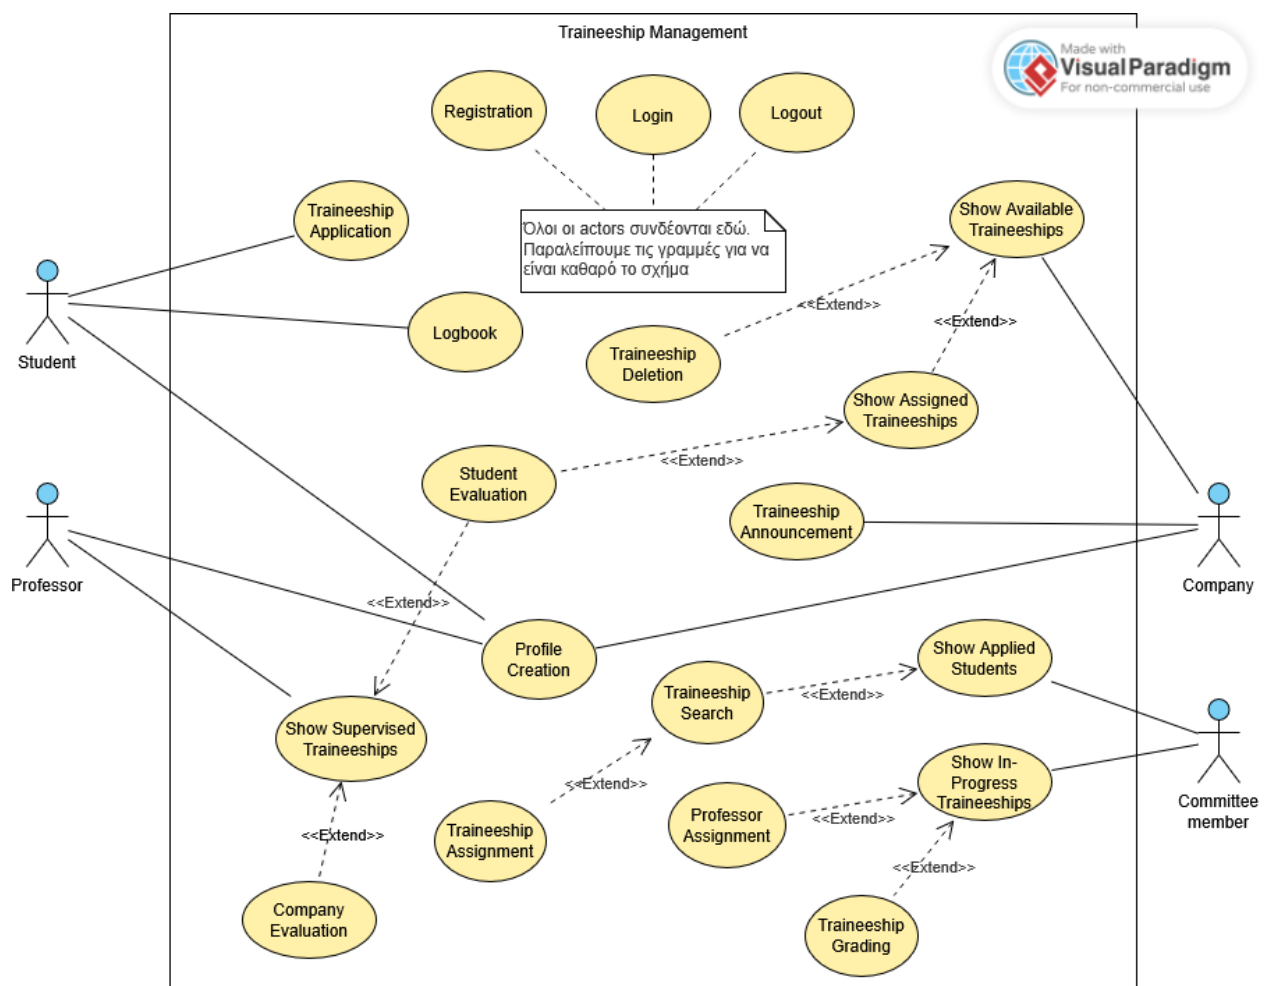 Traineeship Management
Made with
Visual Paradigm
For non-commercial use
Registration
Login
Logout
Traineeship
Application
Show Available
Traineeships
Όλοι οι actors συνδέονται εδώ.
Παραλείπουμε τις γραμμές για να
είναι καθαρό το σχήμα
<<Extend>>
<<Extend>>
Logbook
Student
Traineeship
Deletion
Show Assigned
Traineeships
<<Extend>>
Student
Evaluation
Traineeship
Announcement
Professor
Company
<<Extend>>
Profile
Creation
Show Applied
Students
Traineeship
Search
<<Extend>>
Show Supervised
Traineeships
Show In-
Progress
Traineeships
<<Extend>>
Committee
member
Professor
Assignment
<<Extend>>
Traineeship
Assignment
<<Extend>>
<<Extend>>
Company
Evaluation
Traineeship
Grading